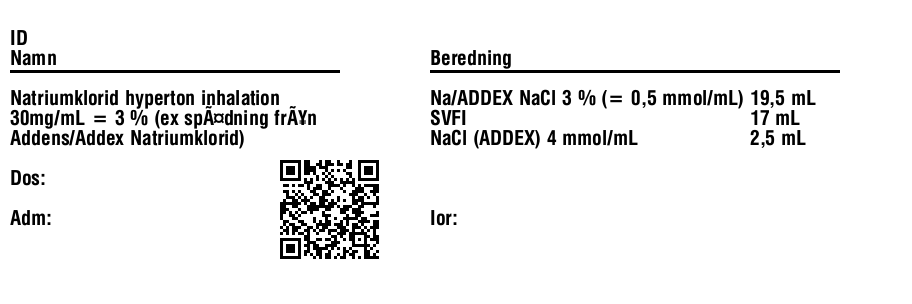 ID
Namn
Natriumklorid hyperton inhalation
30mg/mL = 3 % (ex spÃ¤dning frÃ¥n
Addens/Addex Natriumklorid)
Dos:
Adm:
Beredning
Na/ADDEX NaCl 3 % (= 0,5 mmol/mL) 19,5 mL
SVFI 17 mL
NaCl (ADDEX) 4 mmol/mL 2,5 mL
Ior: